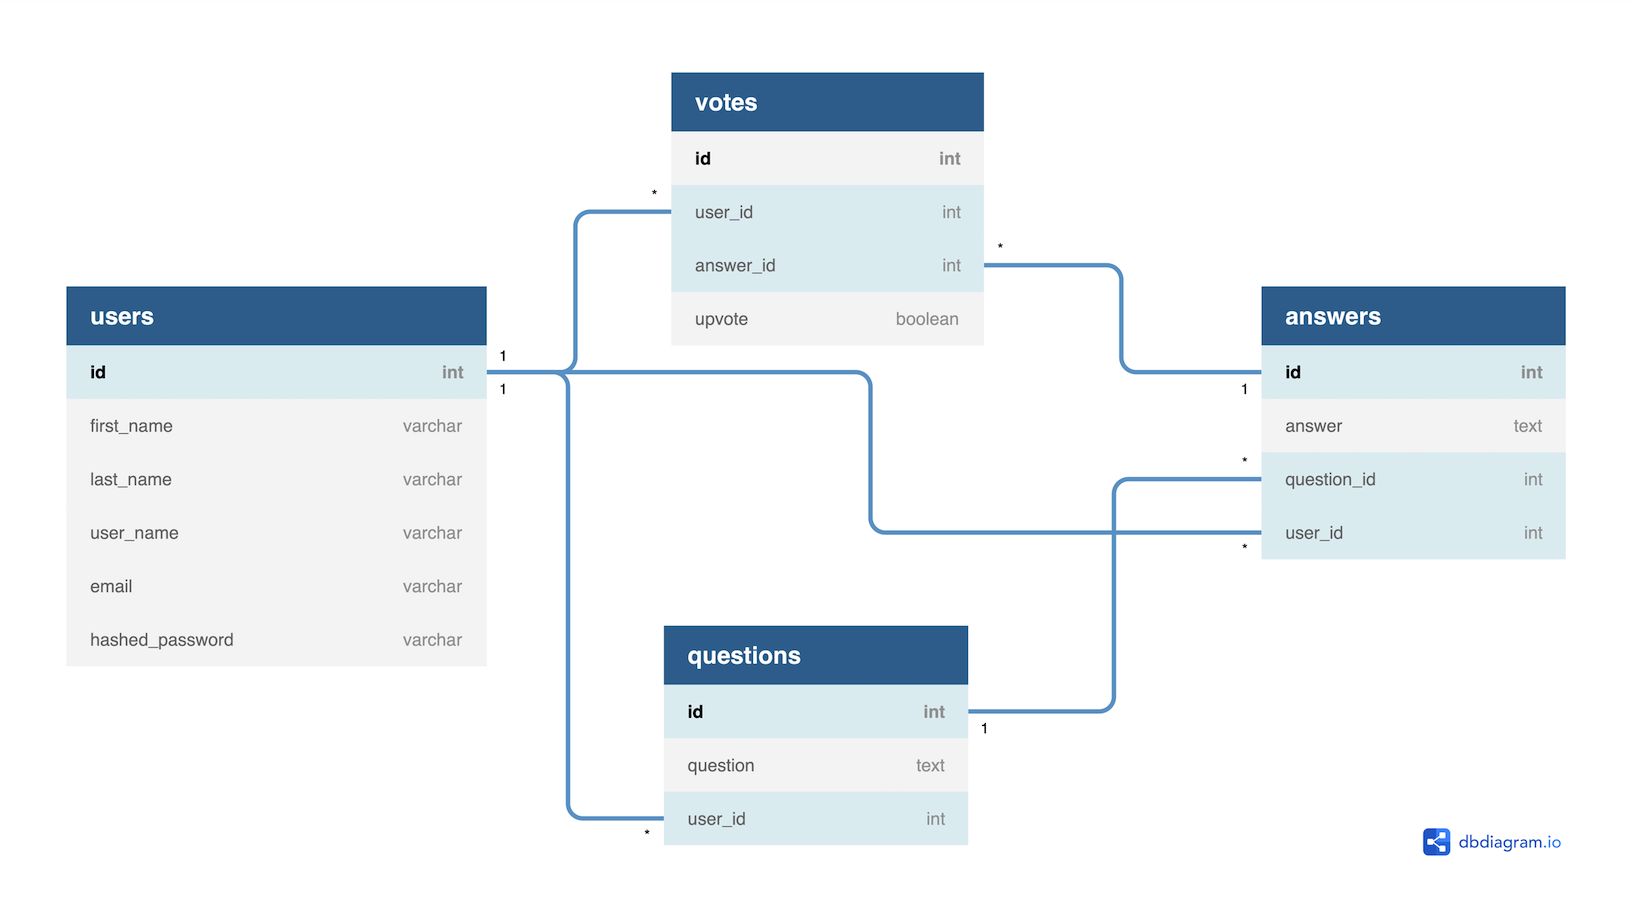 votes
id int
* user_id int
answer_id int *
upvote boolean
users
id int 1
1
first_name varchar
last_name varchar
user_name varchar
email varchar
hashed_password varchar
answers
1 id int
answer text
* question_id int
* user_id int
questions
id int 1
question text
* user_id int
dbdiagram.io